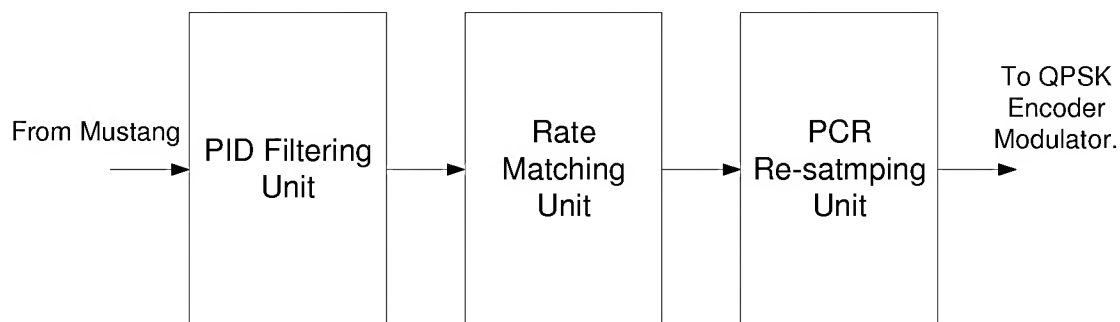 From Mustang
PID Filtering
Unit
Rate
Matching
Unit
PCR
Re-satmping
Unit
To QPSK
Encoder
Modulator.